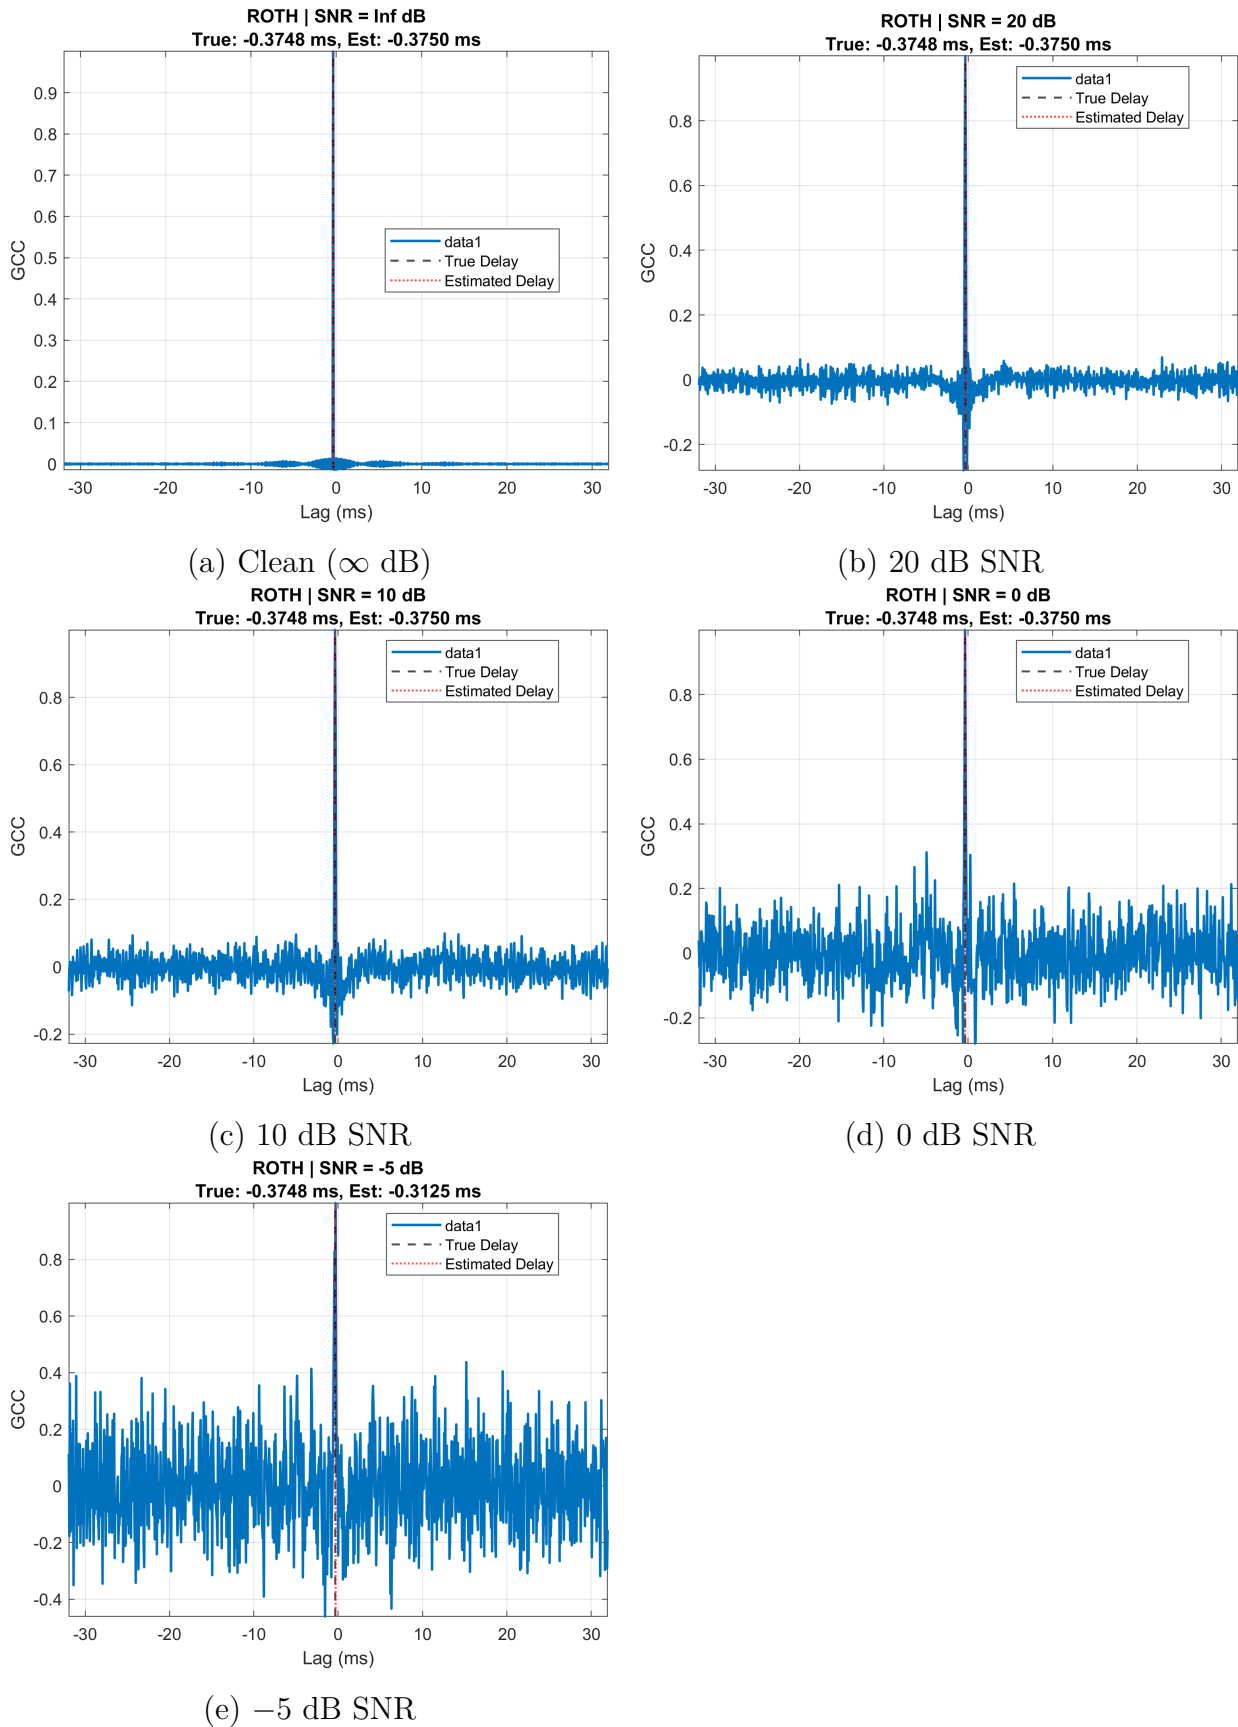 ROTH | SNR = Inf dB
True: -0.3748 ms, Est: -0.3750 ms
0.9
0.8
0.7
0.6
0.5
0.4
0.3
0.2
0.1
0
GCC
data1
True Delay
Estimated Delay
-30 -20 -10 0 10 20 30
Lag (ms)
(a) Clean (∞ dB)
ROTH | SNR = 20 dB
True: -0.3748 ms, Est: -0.3750 ms
0.8
0.6
0.4
0.2
0
-0.2
GCC
data1
True Delay
Estimated Delay
-30 -20 -10 0 10 20 30
Lag (ms)
(b) 20 dB SNR
ROTH | SNR = 10 dB
True: -0.3748 ms, Est: -0.3750 ms
0.8
0.6
0.4
0.2
0
-0.2
GCC
data1
True Delay
Estimated Delay
-30 -20 -10 0 10 20 30
Lag (ms)
(c) 10 dB SNR
ROTH | SNR = 0 dB
True: -0.3748 ms, Est: -0.3750 ms
0.8
0.6
0.4
0.2
0
-0.2
GCC
data1
True Delay
Estimated Delay
-30 -20 -10 0 10 20 30
Lag (ms)
(d) 0 dB SNR
ROTH | SNR = -5 dB
True: -0.3748 ms, Est: -0.3125 ms
0.8
0.6
0.4
0.2
0
-0.2
-0.4
GCC
data1
True Delay
Estimated Delay
-30 -20 -10 0 10 20 30
Lag (ms)
(e) −5 dB SNR